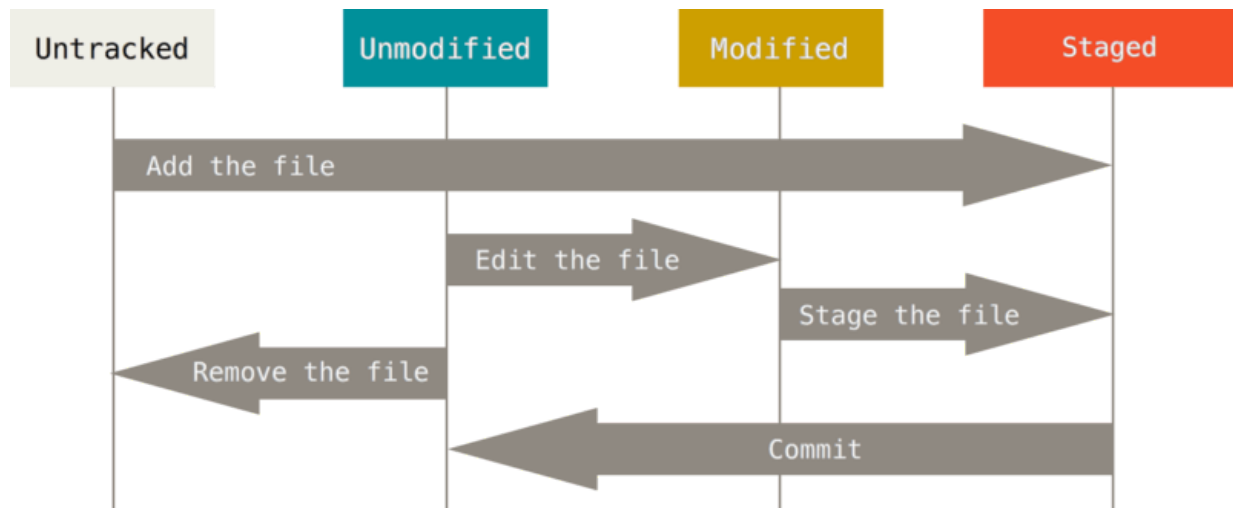 Untracked
Unmodified
Modified
Staged
Add the file
Edit the file
Stage the file
Remove the file
Commit